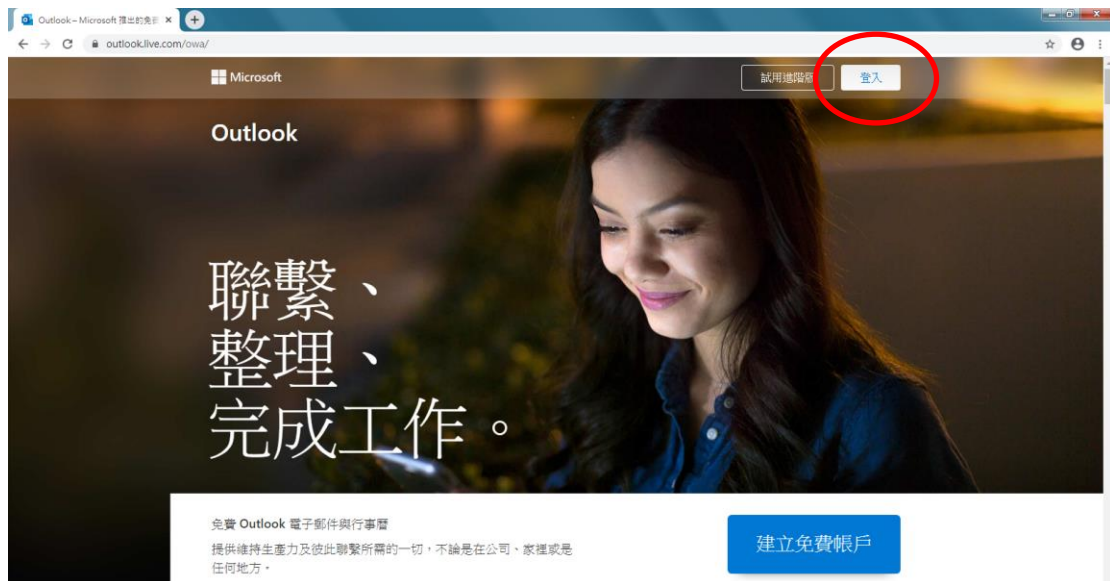 Outlook – Microsoft 推出的免
outlook.live.com/owa/
Microsoft
試用進階
登入
Outlook
聯繫、
整理、
完成工作。
免費 Outlook 電子郵件與行事曆
提供維持生產力及彼此聯繫所需的一切，不論是在公司、家裡或是
任何地方。
建立免費帳戶